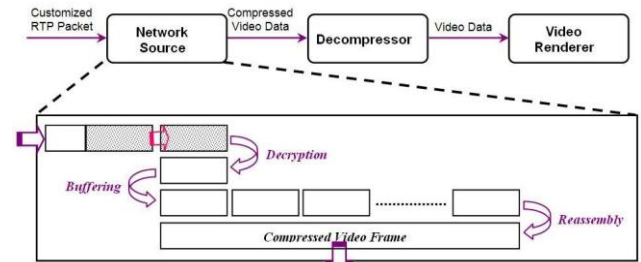 Customized
RTP Packet
Network
Source
Compressed
Video Data
Decompressor
Video Data
Video
Renderer
Decryption
Buffering
Reassembly
Compressed Video Frame